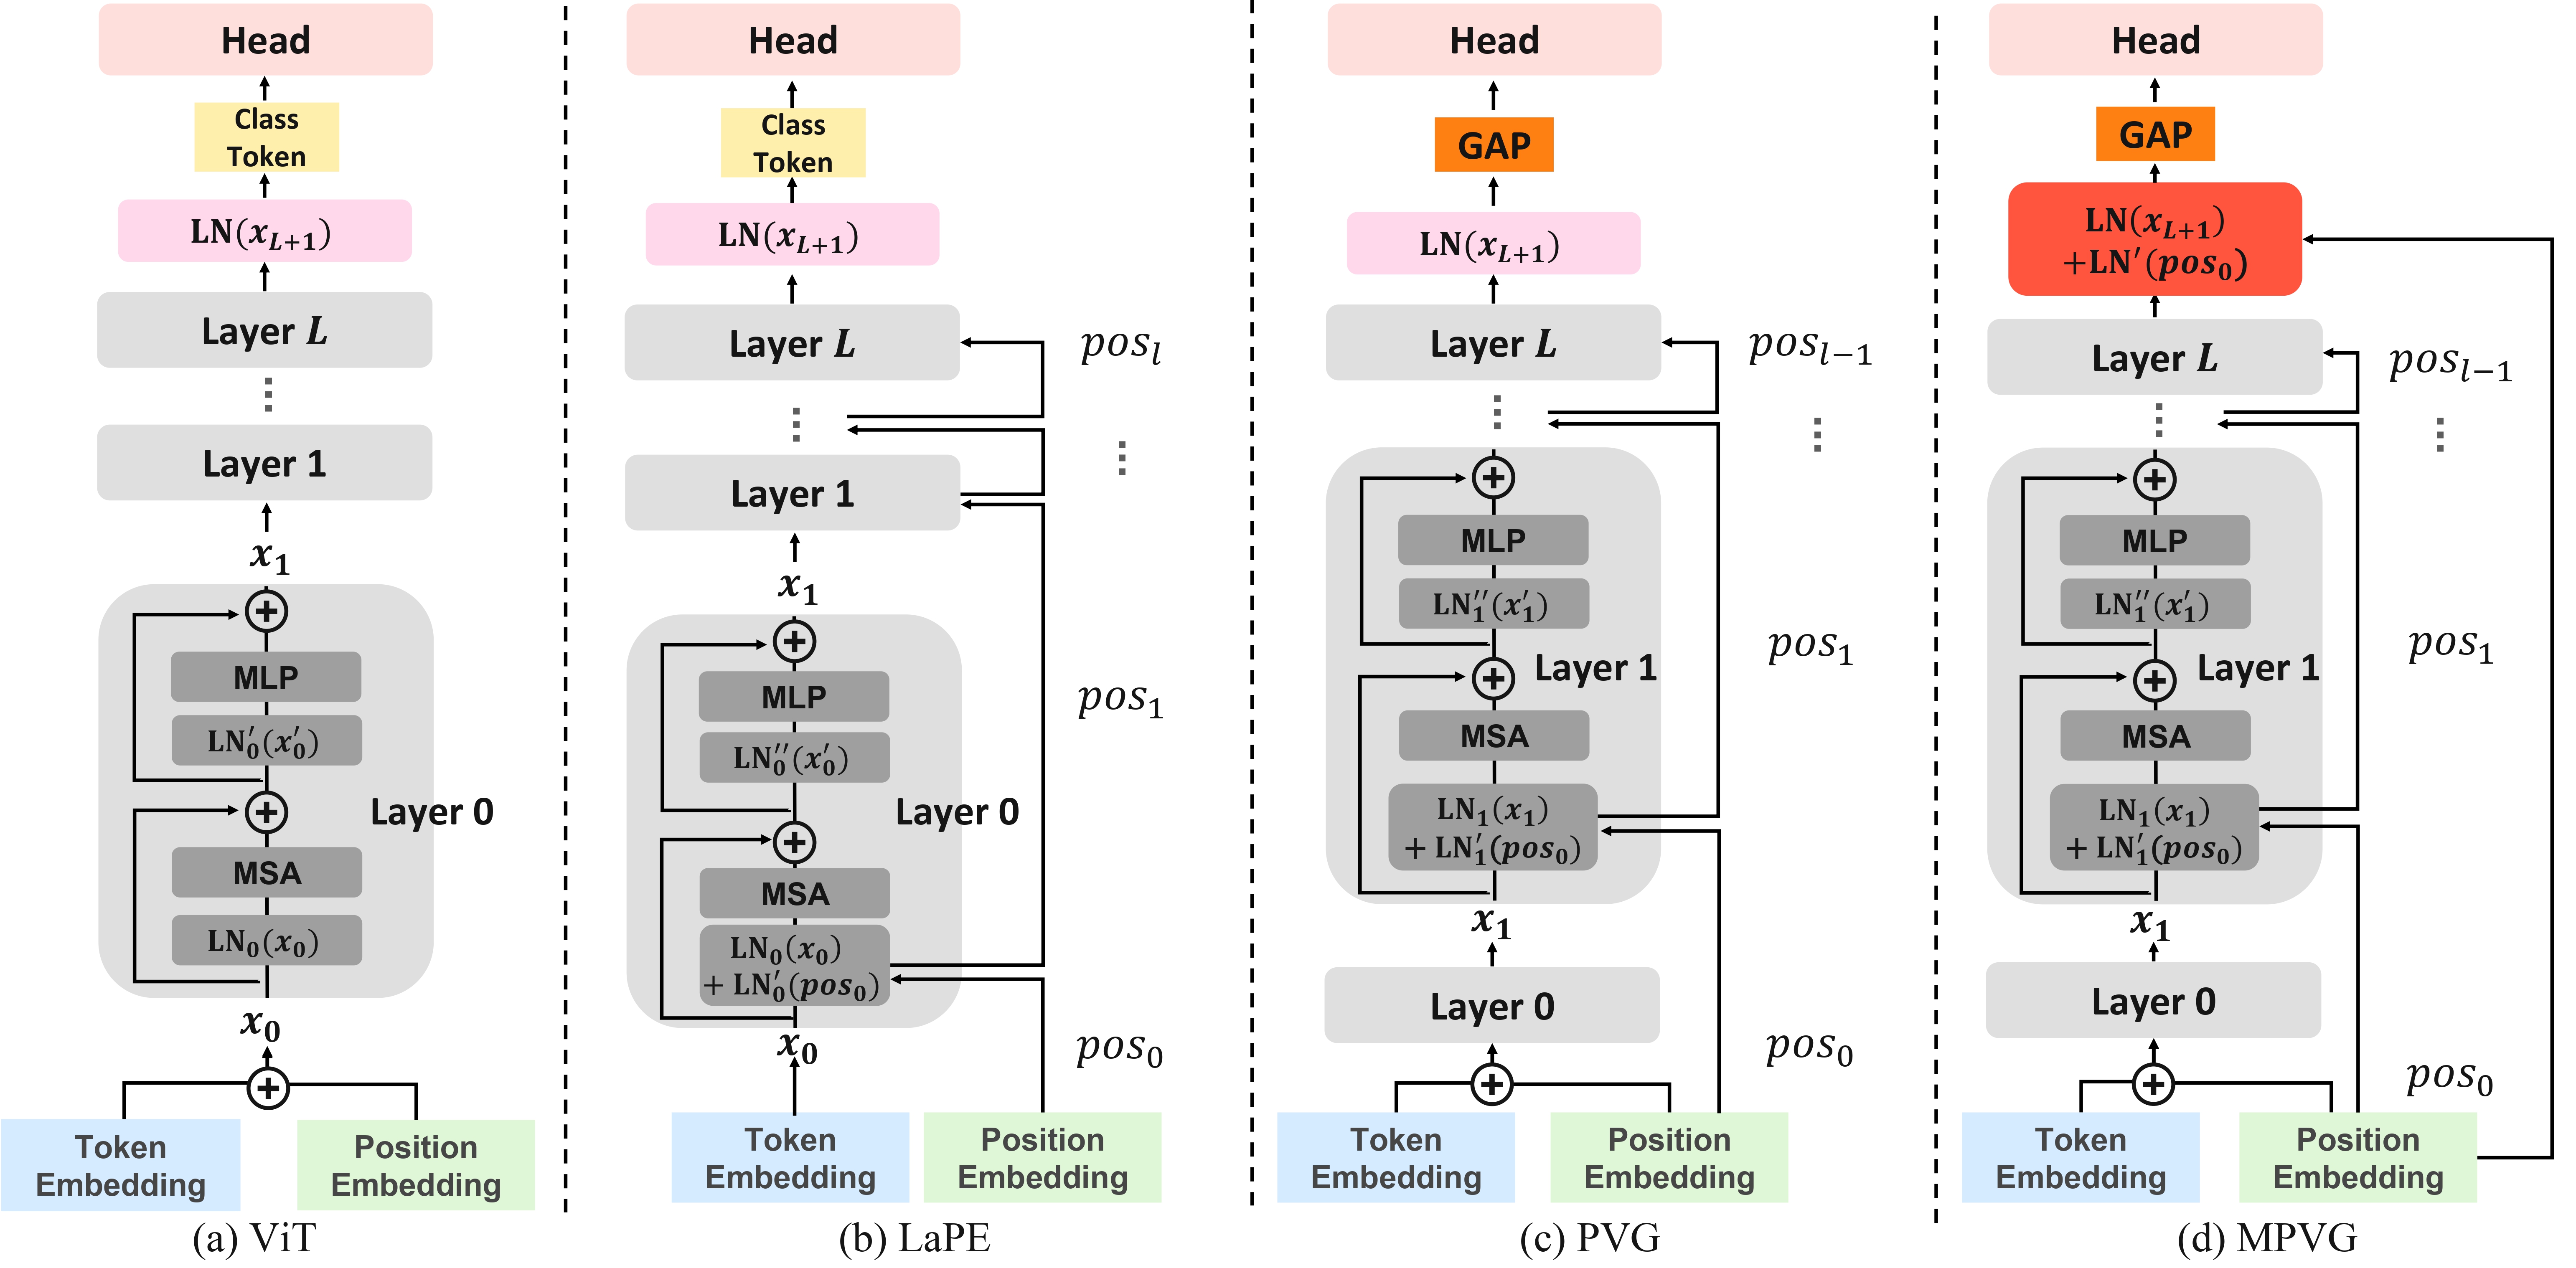 Head
Class
Token
LN(x_{L+1})
Layer L
Layer 1
x_1
MLP
LN′_0(x′_0)
Layer 0
MSA
LN_0(x_0)
x_0
Token
Embedding
Position
Embedding
(a) ViT
Head
Class
Token
LN(x_{L+1})
Layer L
pos_l
Layer 1
x_1
MLP
pos_1
LN″_0(x′_0)
Layer 0
MSA
LN_0(x_0)
+ LN′_0(pos_0)
x_0
pos_0
Token
Embedding
Position
Embedding
(b) LaPE
Head
GAP
LN(x_{L+1})
Layer L
pos_{l−1}
MLP
LN″_1(x′_1)
pos_1
Layer 1
MSA
LN_1(x_1)
+ LN′_1(pos_0)
x_1
Layer 0
pos_0
Token
Embedding
Position
Embedding
(c) PVG
Head
GAP
LN(x_{L+1})
+LN′(pos_0)
Layer L
pos_{l−1}
MLP
LN″_1(x′_1)
pos_1
Layer 1
MSA
LN_1(x_1)
+ LN′_1(pos_0)
x_1
Layer 0
pos_0
Token
Embedding
Position
Embedding
(d) MPVG